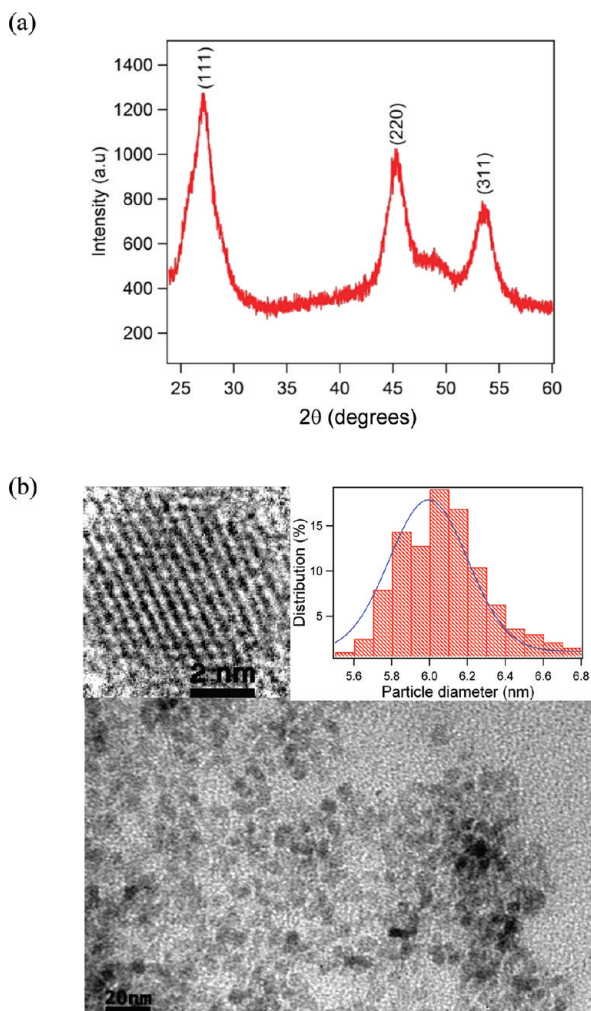 (a)
1400
1200
1000
800
600
400
200
Intensity (a.u)
(111)
(220)
(311)
25 30 35 40 45 50 55 60
2θ (degrees)
(b)
2 nm
15
10
5
Distribution (%)
5.6 5.8 6.0 6.2 6.4 6.6 6.8
Particle diameter (nm)
20nm